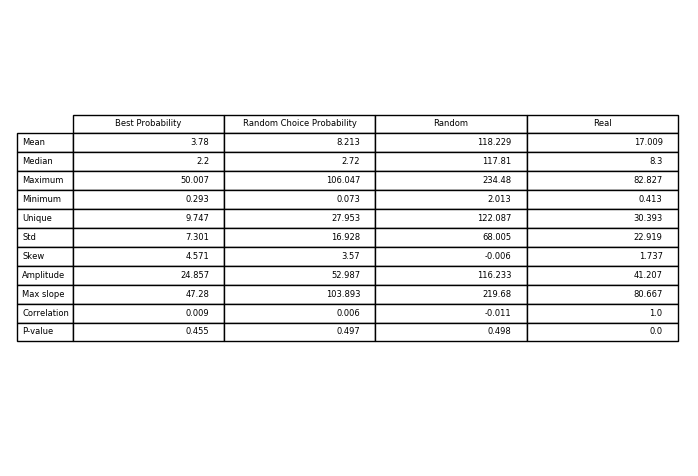 Best Probability Random Choice Probability Random Real
Mean 3.78 8.213 118.229 17.009
Median 2.2 2.72 117.81 8.3
Maximum 50.007 106.047 234.48 82.827
Minimum 0.293 0.073 2.013 0.413
Unique 9.747 27.953 122.087 30.393
Std 7.301 16.928 68.005 22.919
Skew 4.571 3.57 -0.006 1.737
Amplitude 24.857 52.987 116.233 41.207
Max slope 47.28 103.893 219.68 80.667
Correlation 0.009 0.006 -0.011 1.0
P-value 0.455 0.497 0.498 0.0